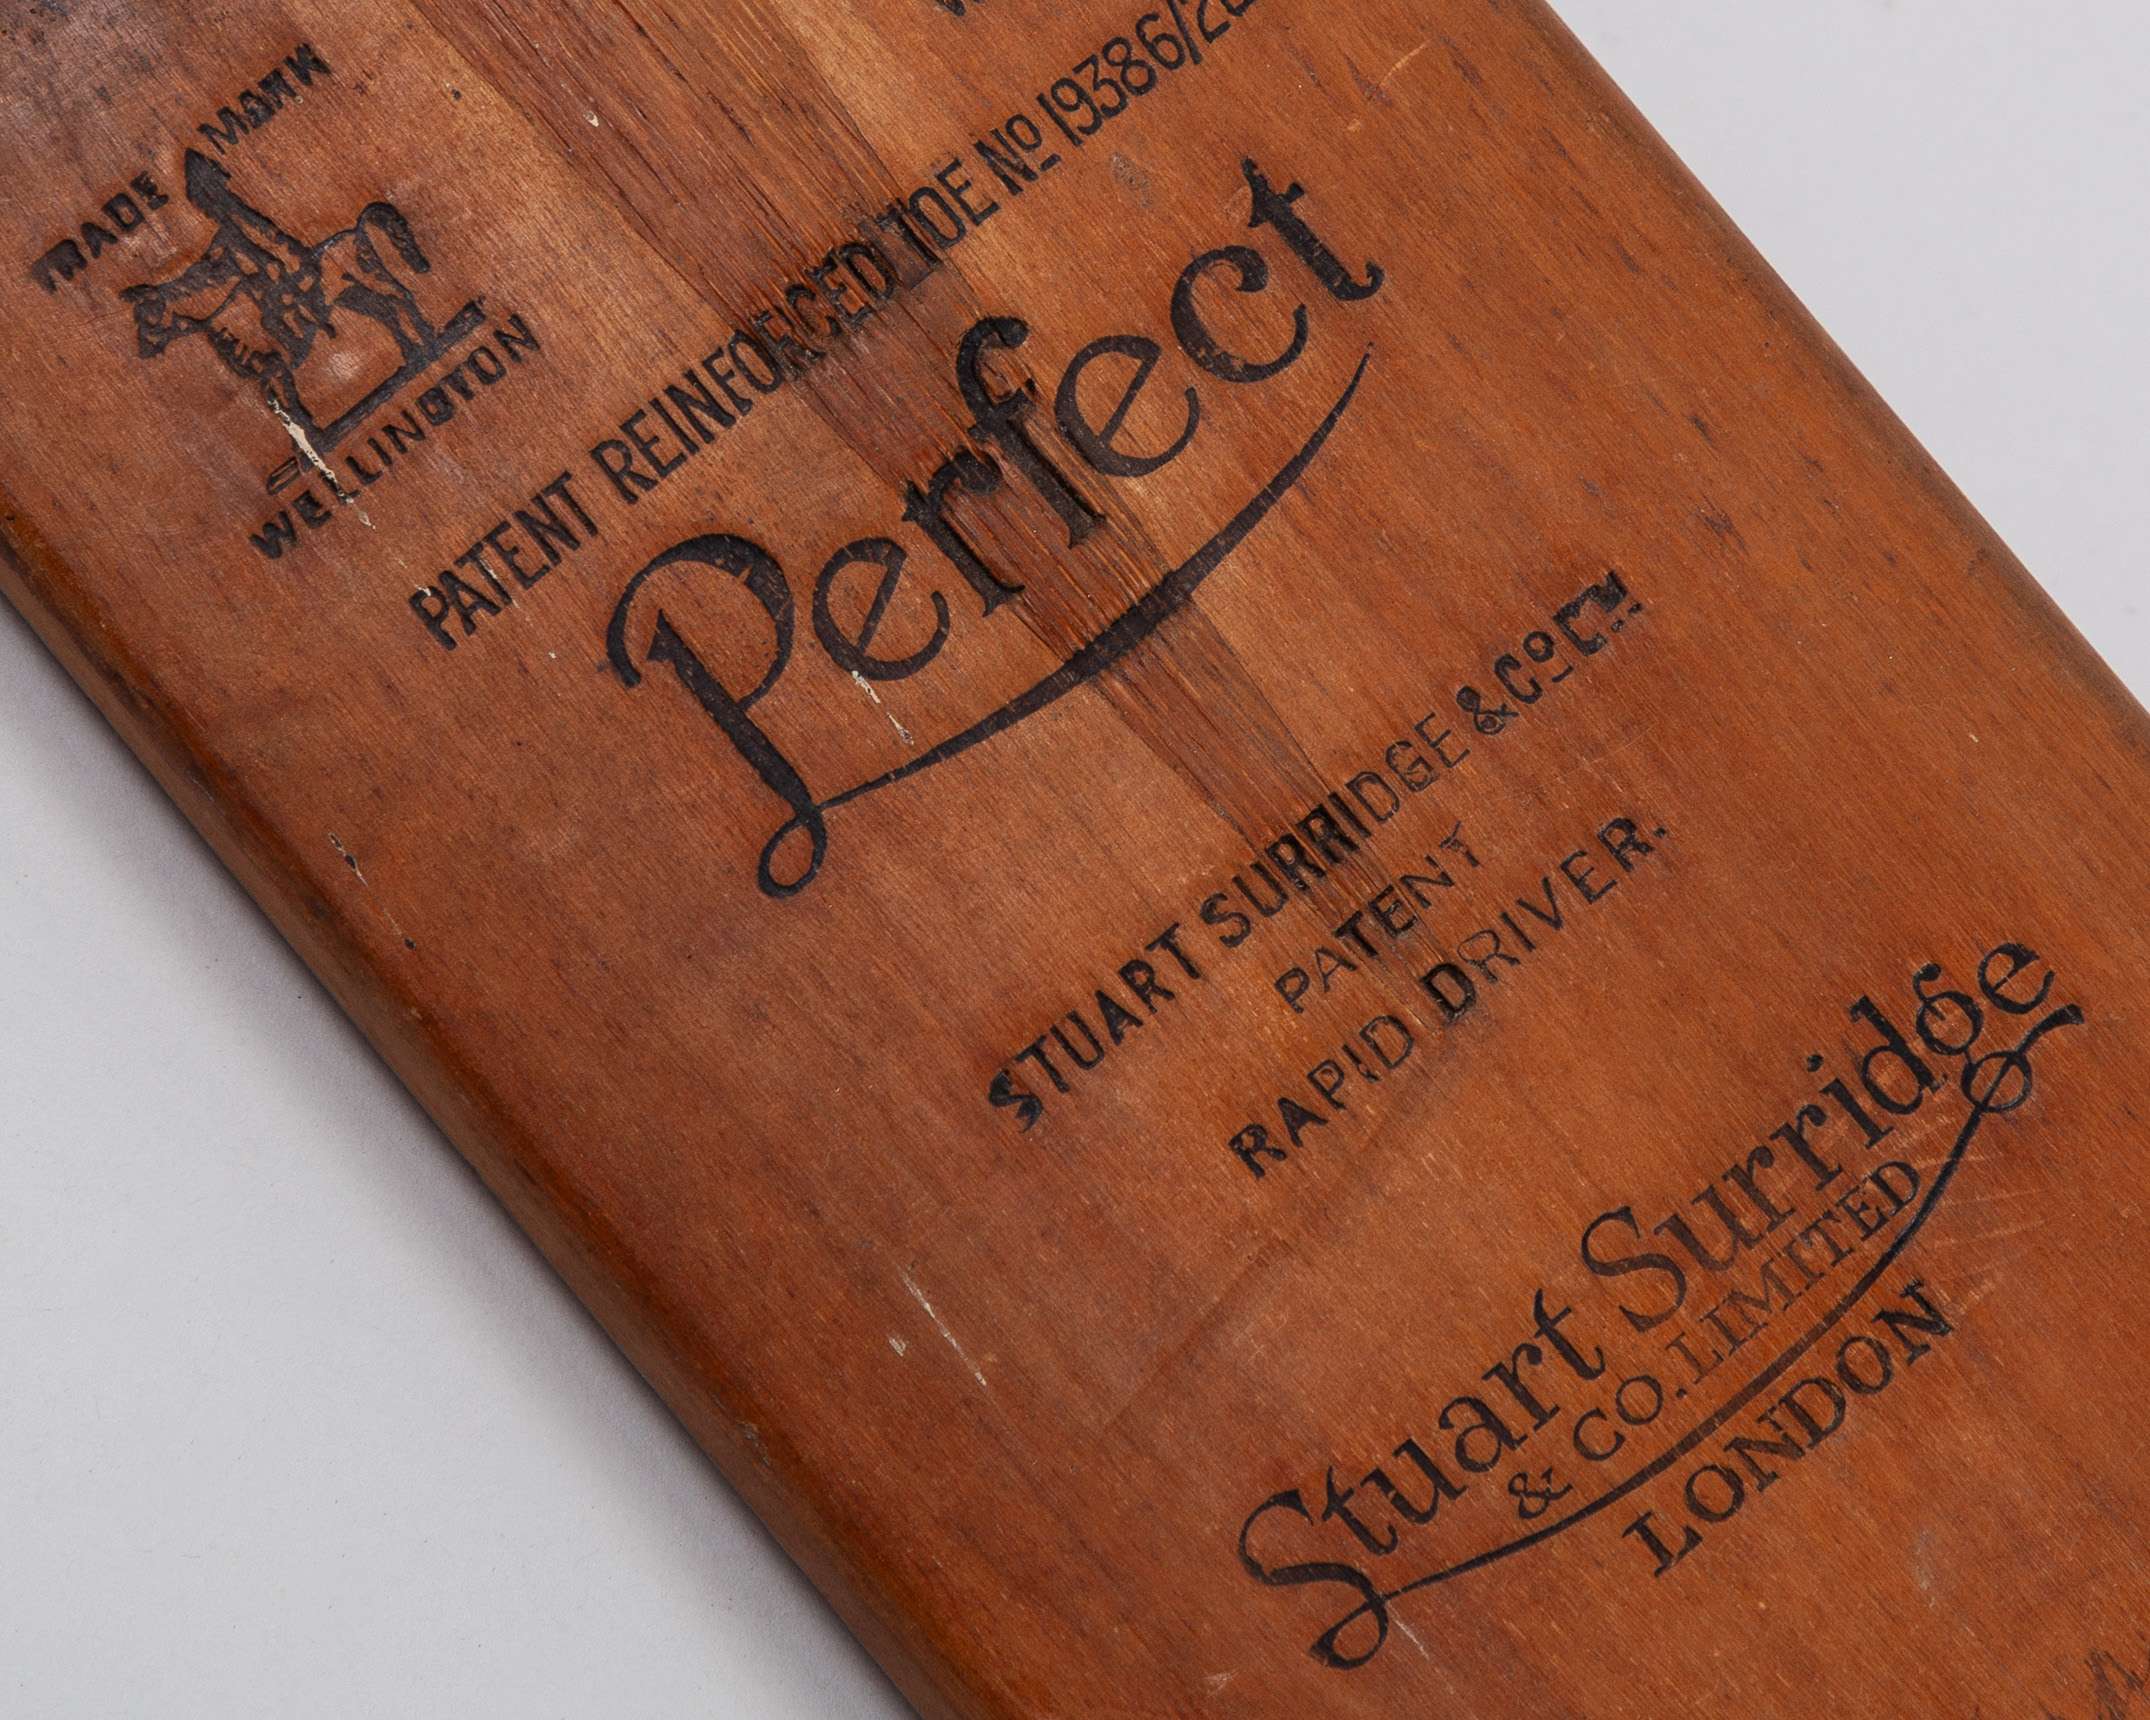 TRADE MARK
WELLINGTON
PATENT REINFORCED TOE No 19386/2
Perfect
STUART SURRIDGE & Co LTD
PATENT
RAPID DRIVER.
Stuart Surridge
& CO. LIMITED
LONDON